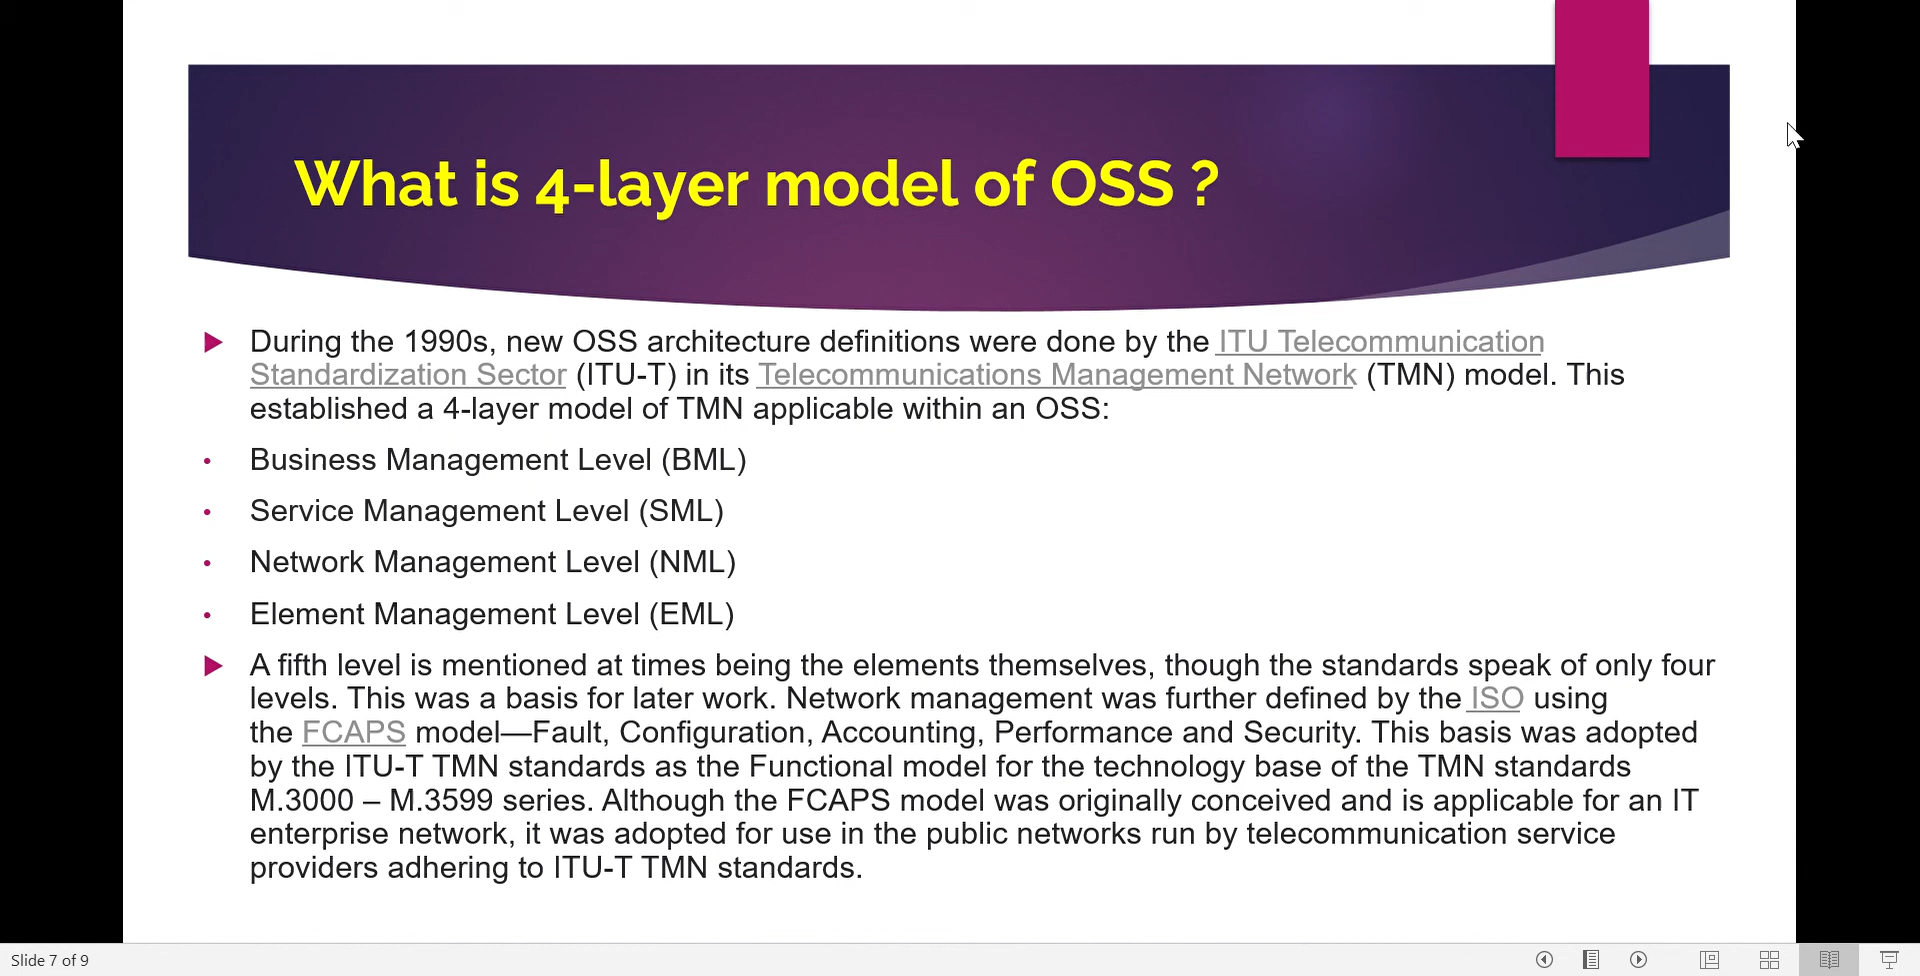 What is 4-layer model of OSS ?
During the 1990s, new OSS architecture definitions were done by the ITU Telecommunication
Standardization Sector (ITU-T) in its Telecommunications Management Network (TMN) model. This
established a 4-layer model of TMN applicable within an OSS:
• Business Management Level (BML)
• Service Management Level (SML)
• Network Management Level (NML)
• Element Management Level (EML)
A fifth level is mentioned at times being the elements themselves, though the standards speak of only four
levels. This was a basis for later work. Network management was further defined by the ISO using
the FCAPS model—Fault, Configuration, Accounting, Performance and Security. This basis was adopted
by the ITU-T TMN standards as the Functional model for the technology base of the TMN standards
M.3000 – M.3599 series. Although the FCAPS model was originally conceived and is applicable for an IT
enterprise network, it was adopted for use in the public networks run by telecommunication service
providers adhering to ITU-T TMN standards.
Slide 7 of 9